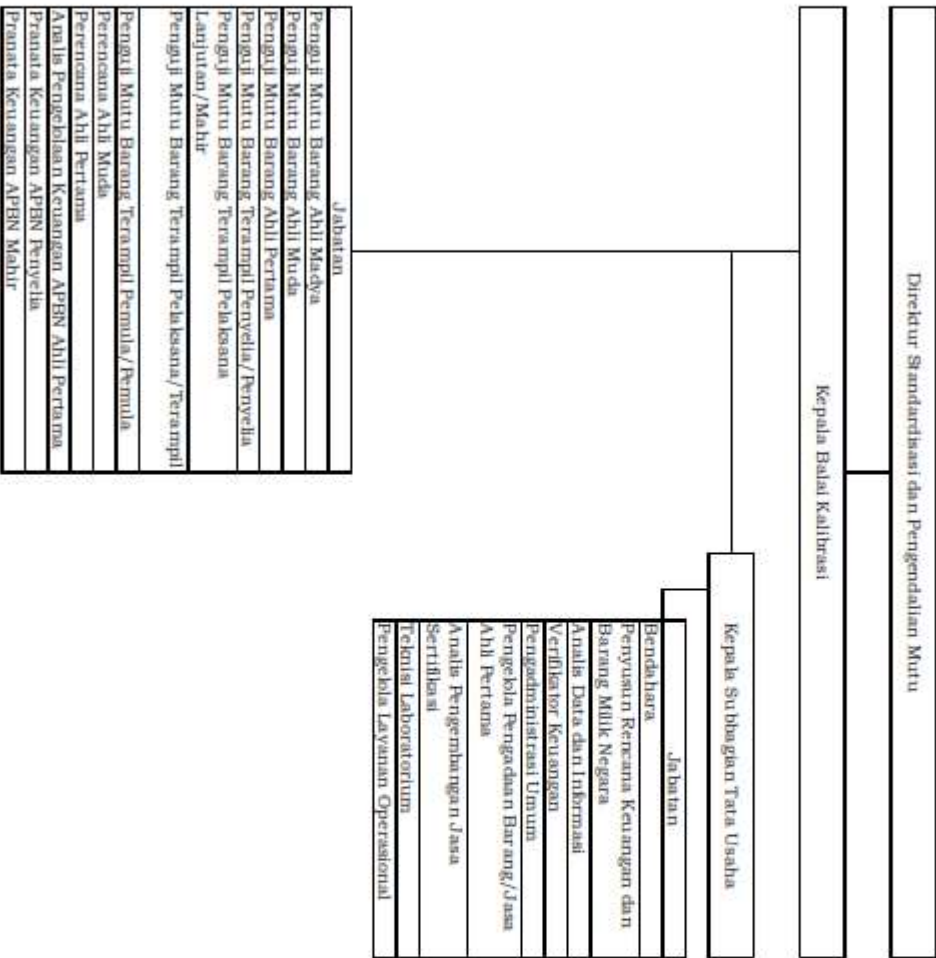 Direktur Standardisasi dan Pengendalian Mutu
Kepala Balai Kalibrasi
Kepala Subbagian Tata Usaha
Jabatan
Bendahara
Penyusun Rencana Keuangan dan
Barang Milik Negara
Analis Data dan Informasi
Verifikator Keuangan
Pengadministrasi Umum
Pengelola Pengadaan Barang/Jasa
Ahli Pertama
Analis Pengembangan Jasa
Sertifikasi
Teknisi Laboratorium
Pengelola Layanan Operasional
Jabatan
Penguji Mutu Barang Ahli Madya
Penguji Mutu Barang Ahli Muda
Penguji Mutu Barang Ahli Pertama
Penguji Mutu Barang Terampil Penyelia/Penyelia
Penguji Mutu Barang Terampil Pelaksana
Lanjutan/Mahir
Penguji Mutu Barang Terampil Pelaksana/Terampil
Penguji Mutu Barang Terampil Pemula/Pemula
Perencana Ahli Muda
Perencana Ahli Pertama
Analis Pengelolaan Keuangan APBN Ahli Pertama
Pranata Keuangan APBN Penyelia
Pranata Keuangan APBN Mahir